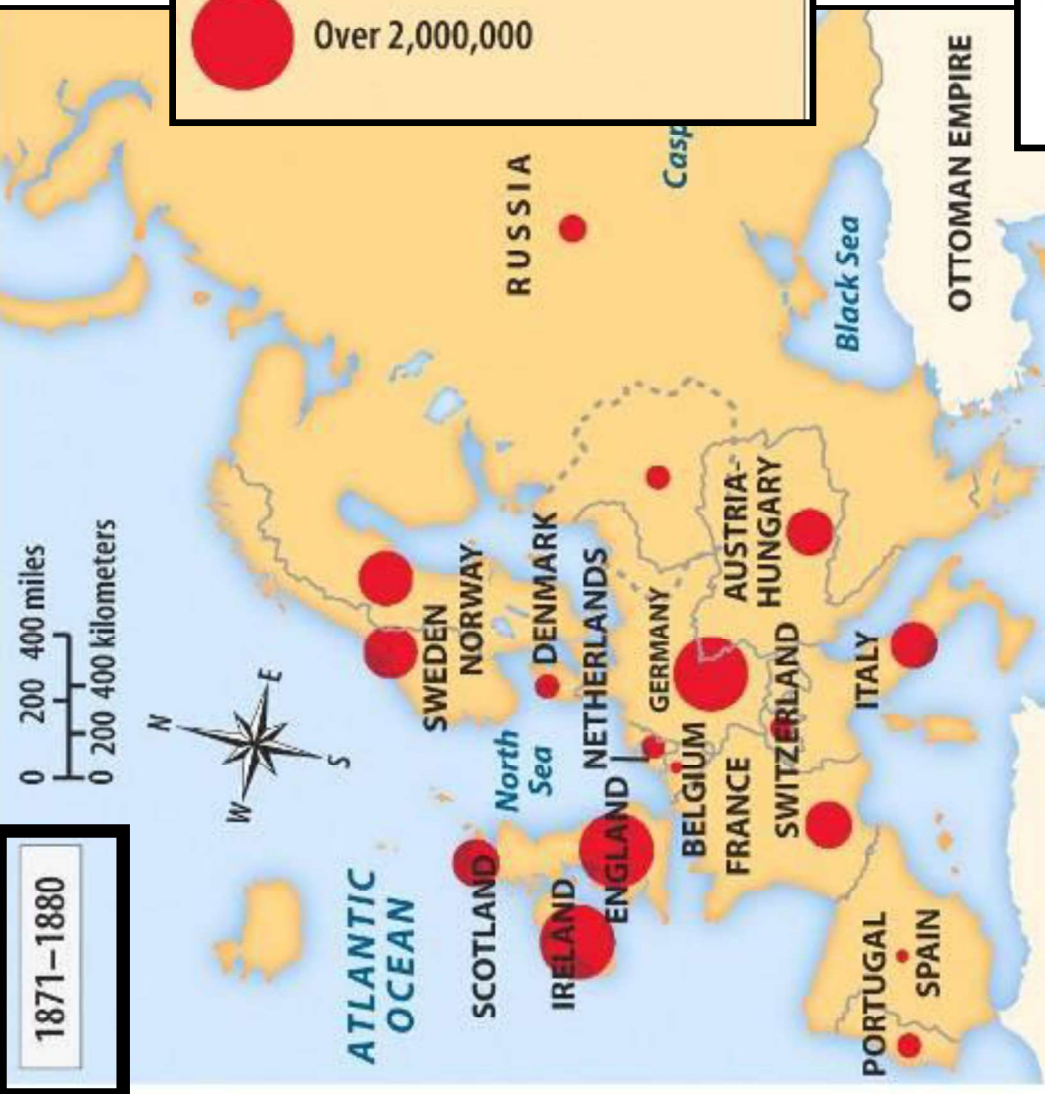 Over 2,000,000
1871–1880
0 200 400 miles
0 200 400 kilometers
N
E
S
W
ATLANTIC
OCEAN
North
Sea
SWEDEN
NORWAY
DENMARK
NETHERLANDS
SCOTLAND
IRELAND
ENGLAND
BELGIUM
FRANCE
GERMANY
SWITZERLAND
AUSTRIA-
HUNGARY
ITALY
PORTUGAL
SPAIN
RUSSIA
Casp
Black Sea
OTTOMAN EMPIRE